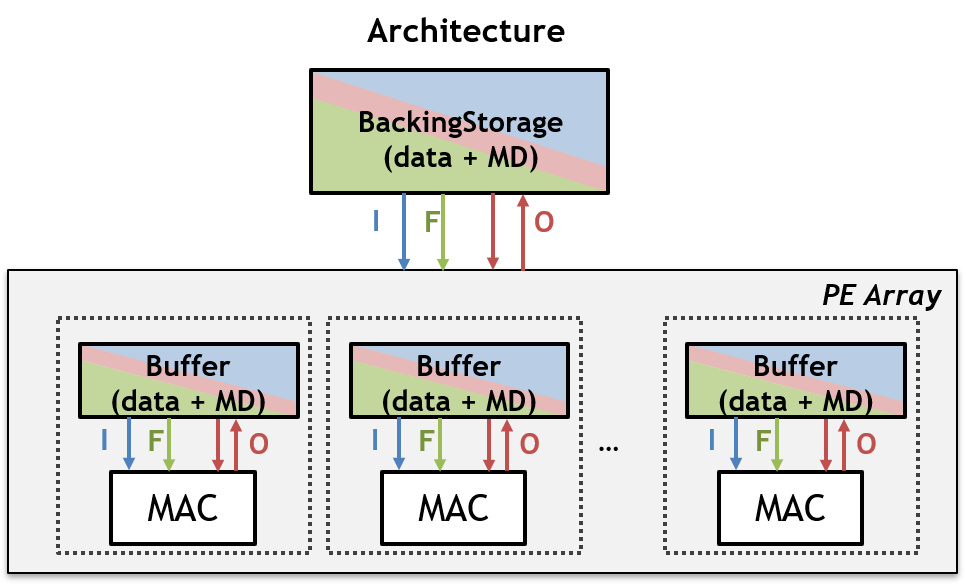 Architecture
BackingStorage
(data + MD)
I F O
PE Array
Buffer
(data + MD)
I F O
MAC
Buffer
(data + MD)
I F O
MAC
...
Buffer
(data + MD)
I F O
MAC